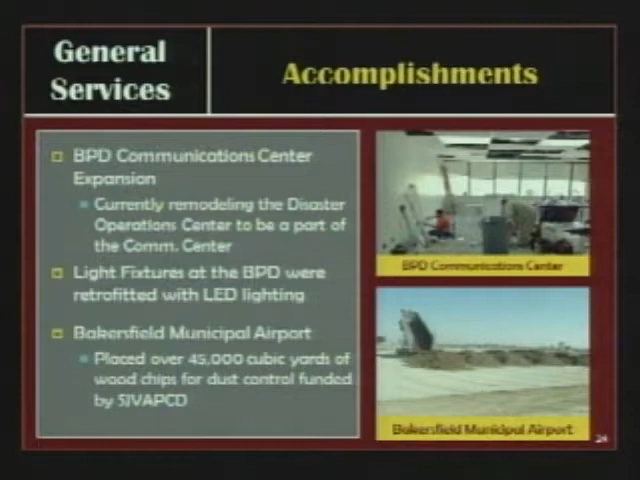 General
Services
Accomplishments
BPD Communications Center
Expansion
Currently remodeling the Disaster
Operations Center to be a part of
the Comm. Center
Light Fixtures at the BPD were
retrofitted with LED lighting
Bakersfield Municipal Airport
Placed over 45,000 cubic yards of
wood chips for dust control funded
by SJVAPCD
BPD Communications Center
Bakersfield Municipal Airport
24